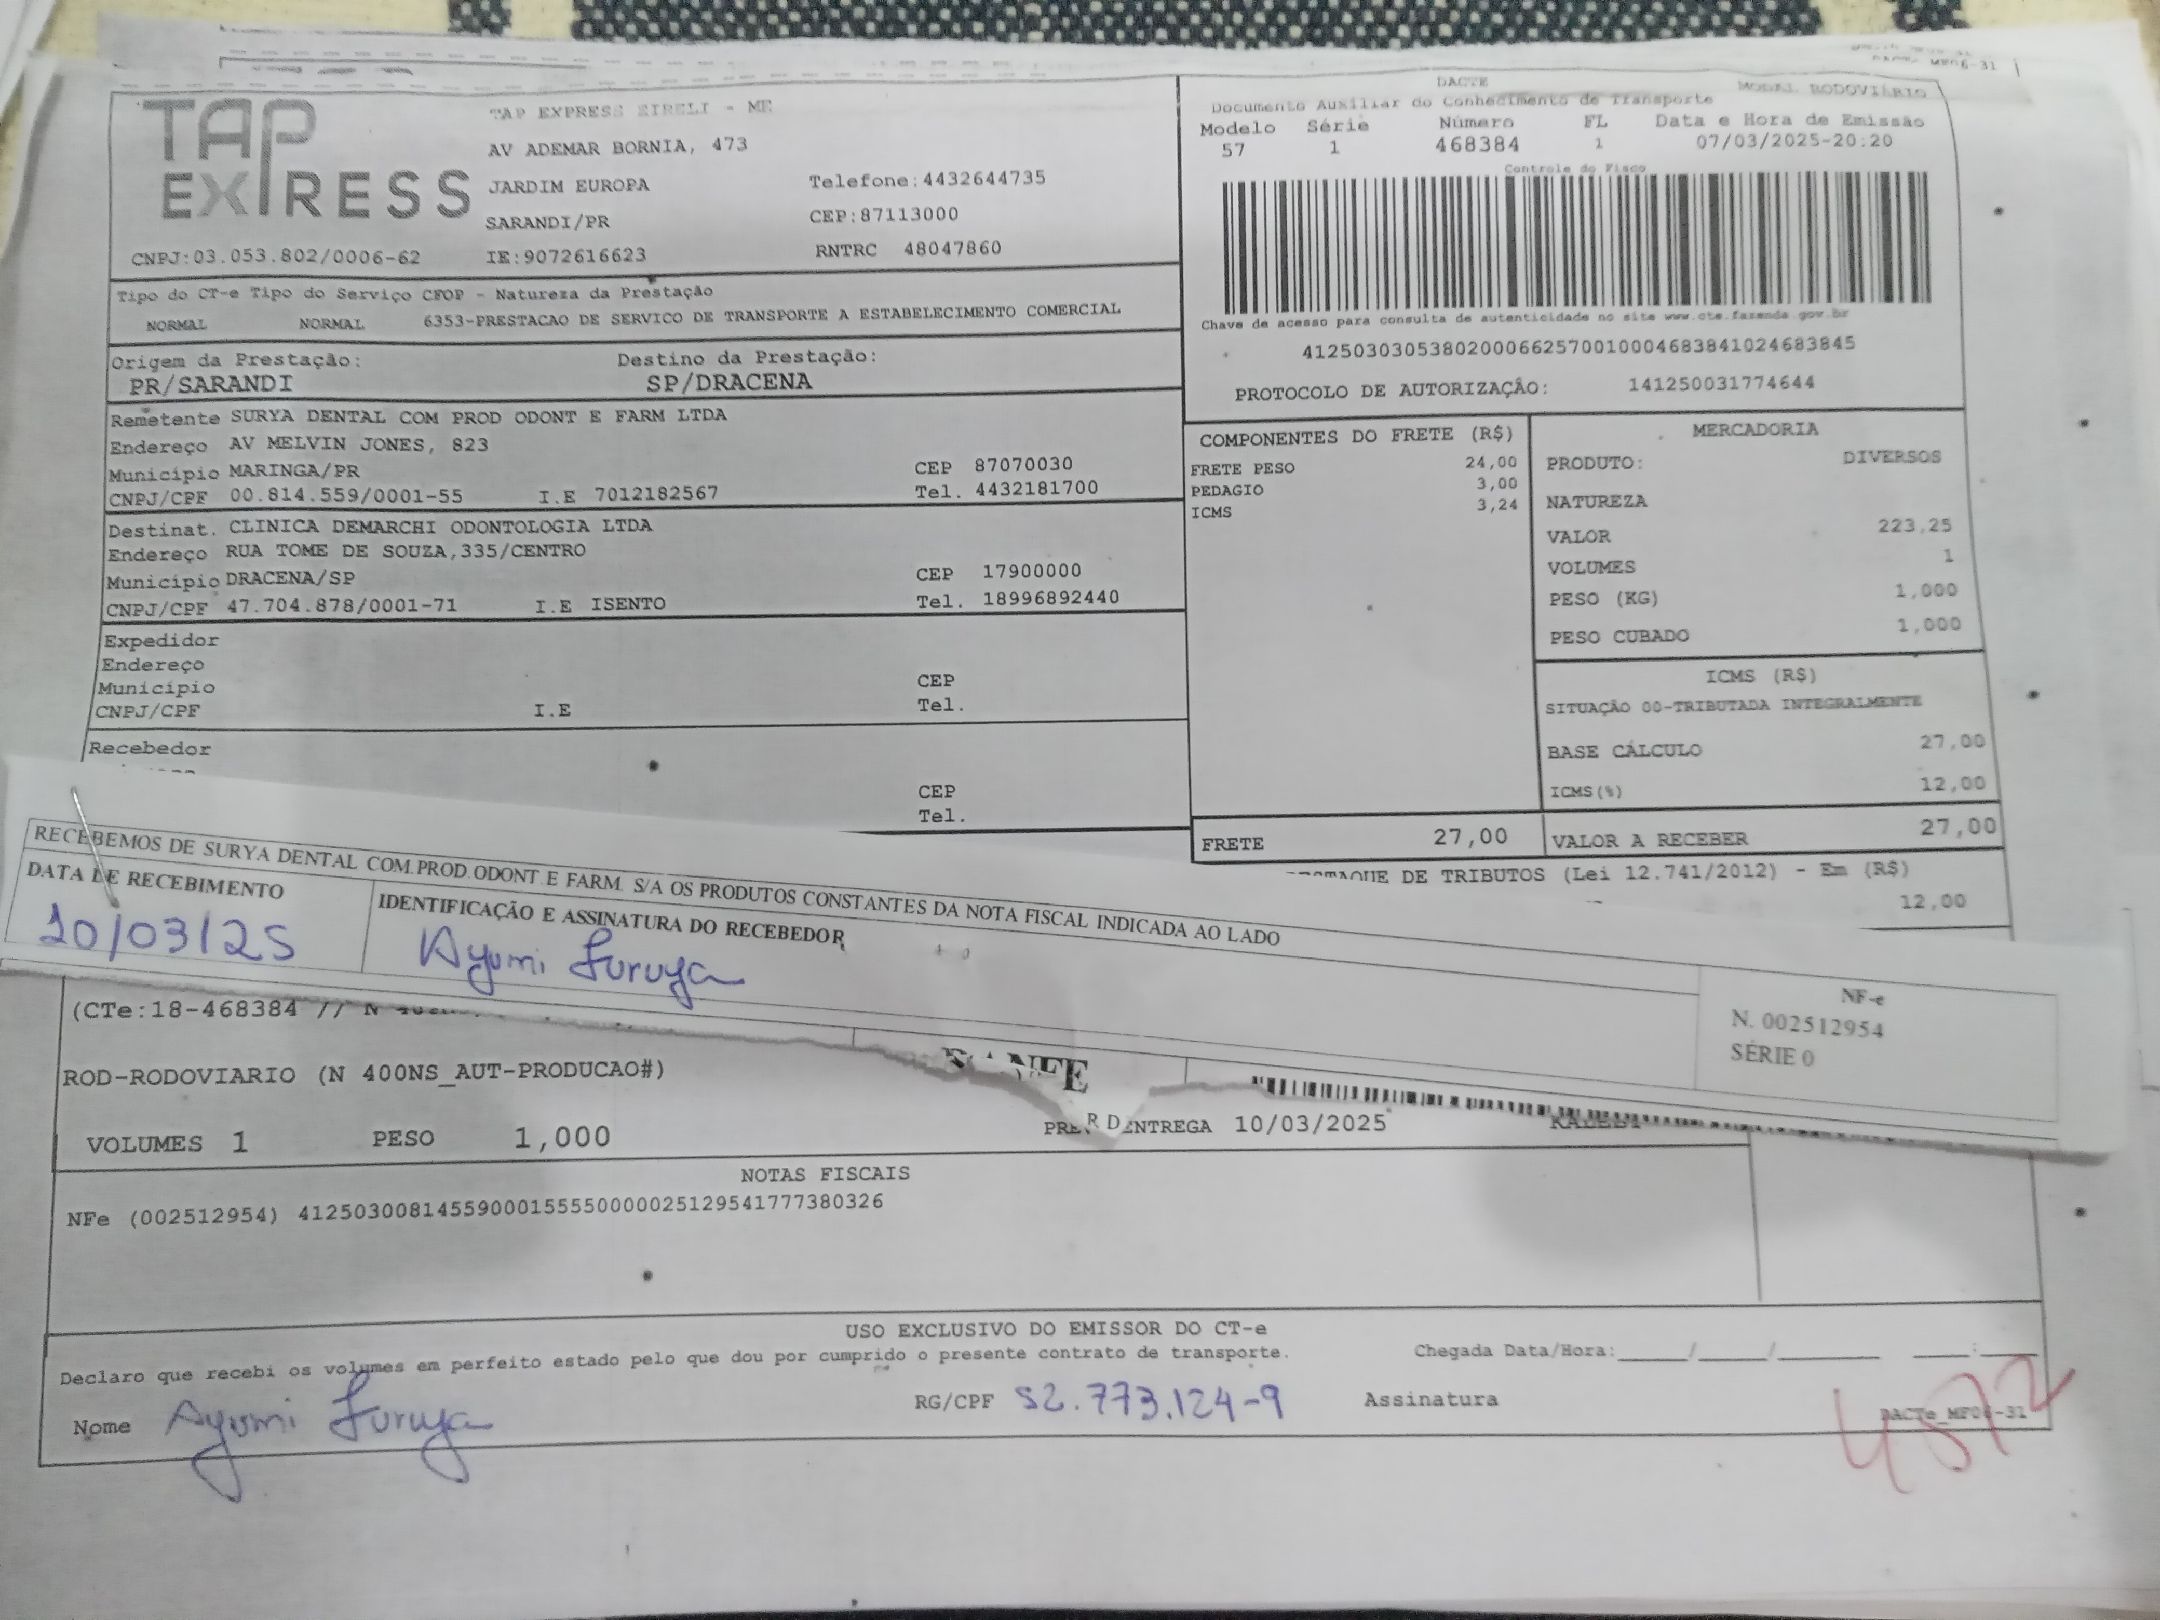 TAP EXPRESS
TAP EXPRESS EIRELI - ME
AV ADEMAR BORNIA, 473
JARDIM EUROPA Telefone:4432644735
SARANDI/PR CEP:87113000
CNPJ:03.053.802/0006-62 IE:9072616623 RNTRC 48047860
DACTE MODAL RODOVIÁRIO
Documento Auxiliar do Conhecimento de Transporte
Modelo Série Número FL Data e Hora de Emissão
57 1 468384 1 07/03/2025-20:20
Controle do Fisco
Chave de acesso para consulta de autenticidade no site www.cte.fazenda.gov.br
41250303053802000662570010004683841024683845
PROTOCOLO DE AUTORIZAÇÃO: 141250031774644
Tipo do CT-e Tipo do Serviço CFOP - Natureza da Prestação
NORMAL NORMAL 6353-PRESTACAO DE SERVICO DE TRANSPORTE A ESTABELECIMENTO COMERCIAL
Origem da Prestação: Destino da Prestação:
PR/SARANDI SP/DRACENA
Remetente SURYA DENTAL COM PROD ODONT E FARM LTDA
Endereço AV MELVIN JONES, 823
Município MARINGA/PR CEP 87070030
CNPJ/CPF 00.814.559/0001-55 I.E 7012182567 Tel. 4432181700
Destinat. CLINICA DEMARCHI ODONTOLOGIA LTDA
Endereço RUA TOME DE SOUZA,335/CENTRO
Município DRACENA/SP CEP 17900000
CNPJ/CPF 47.704.878/0001-71 I.E ISENTO Tel. 18996892440
Expedidor
Endereço
Município CEP
CNPJ/CPF I.E Tel.
Recebedor
CEP
Tel.
COMPONENTES DO FRETE (R$)
FRETE PESO 24,00
PEDAGIO 3,00
ICMS 3,24
FRETE 27,00
MERCADORIA
PRODUTO: DIVERSOS
NATUREZA
VALOR 223,25
VOLUMES 1
PESO (KG) 1,000
PESO CUBADO 1,000
ICMS (R$)
SITUAÇÃO 00-TRIBUTADA INTEGRALMENTE
BASE CÁLCULO 27,00
ICMS(%) 12,00
VALOR A RECEBER 27,00
DE TRIBUTOS (Lei 12.741/2012) - Em (R$)
12,00
RECEBEMOS DE SURYA DENTAL COM.PROD.ODONT.E FARM. S/A OS PRODUTOS CONSTANTES DA NOTA FISCAL INDICADA AO LADO
DATA DE RECEBIMENTO IDENTIFICAÇÃO E ASSINATURA DO RECEBEDOR
10/03/25 Ayumi Furuya
NF-e
N. 002512954
SÉRIE 0
(CTe:18-468384 // N
ROD-RODOVIARIO (N 400NS_AUT-PRODUCAO#)
VOLUMES 1 PESO 1,000 ENTREGA 10/03/2025
NOTAS FISCAIS
NFe (002512954) 41250300814559000155550000025129541777380326
USO EXCLUSIVO DO EMISSOR DO CT-e
Declaro que recebi os volumes em perfeito estado pelo que dou por cumprido o presente contrato de transporte. Chegada Data/Hora:_____/_____/_______ ____:____
Nome Ayumi Furuya RG/CPF 52.773.124-9 Assinatura
DACTe_MF06-31